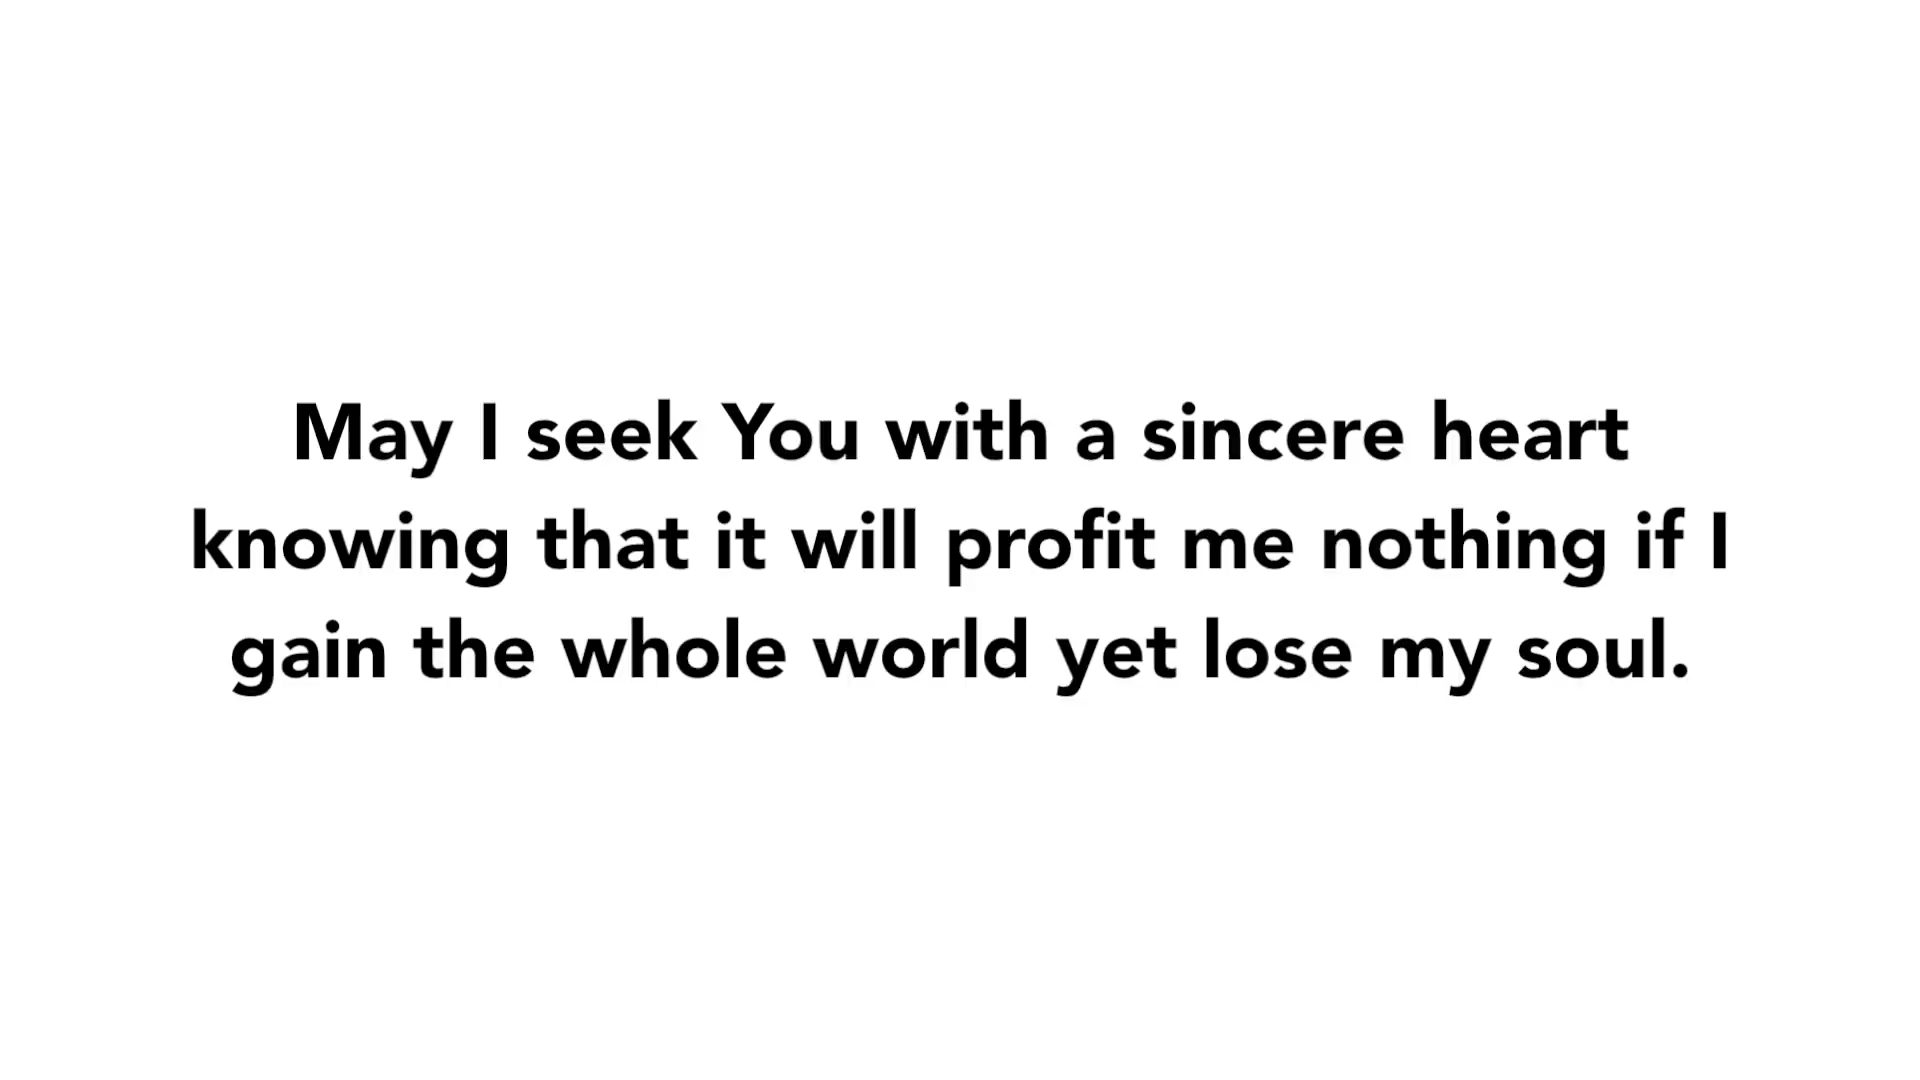 May I seek You with a sincere heart
knowing that it will profit me nothing if I
gain the whole world yet lose my soul.